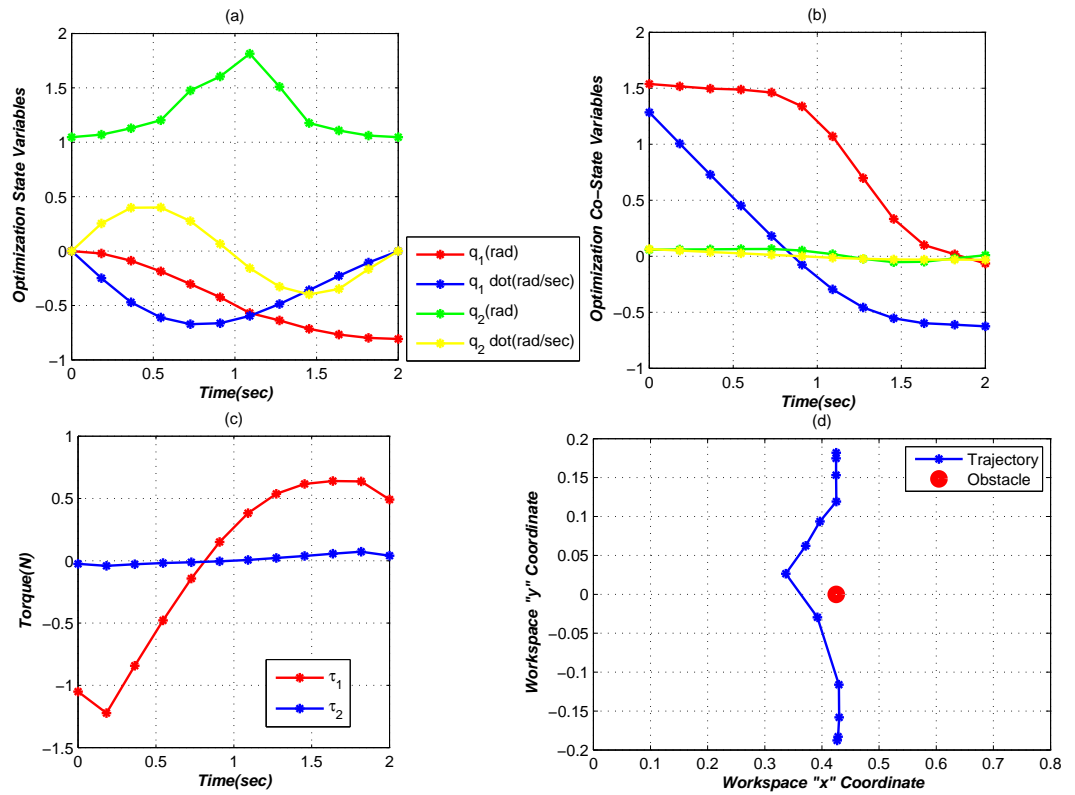 (a)
2
1.5
1
0.5
0
−0.5
−1
0
0.5
1
1.5
2
Time(sec)
Optimization State Variables
q1(rad)
q1 dot(rad/sec)
q2(rad)
q2 dot(rad/sec)
(b)
2
1.5
1
0.5
0
−0.5
−1
0
0.5
1
1.5
2
Time(sec)
Optimization Co−State Variables
(c)
1
0.5
0
−0.5
−1
−1.5
0
0.5
1
1.5
2
Time(sec)
Torque(N)
τ1
τ2
(d)
0.2
0.15
0.1
0.05
0
−0.05
−0.1
−0.15
−0.2
0
0.1
0.2
0.3
0.4
0.5
0.6
0.7
0.8
Workspace "x" Coordinate
Workspace "y" Coordinate
Trajectory
Obstacle